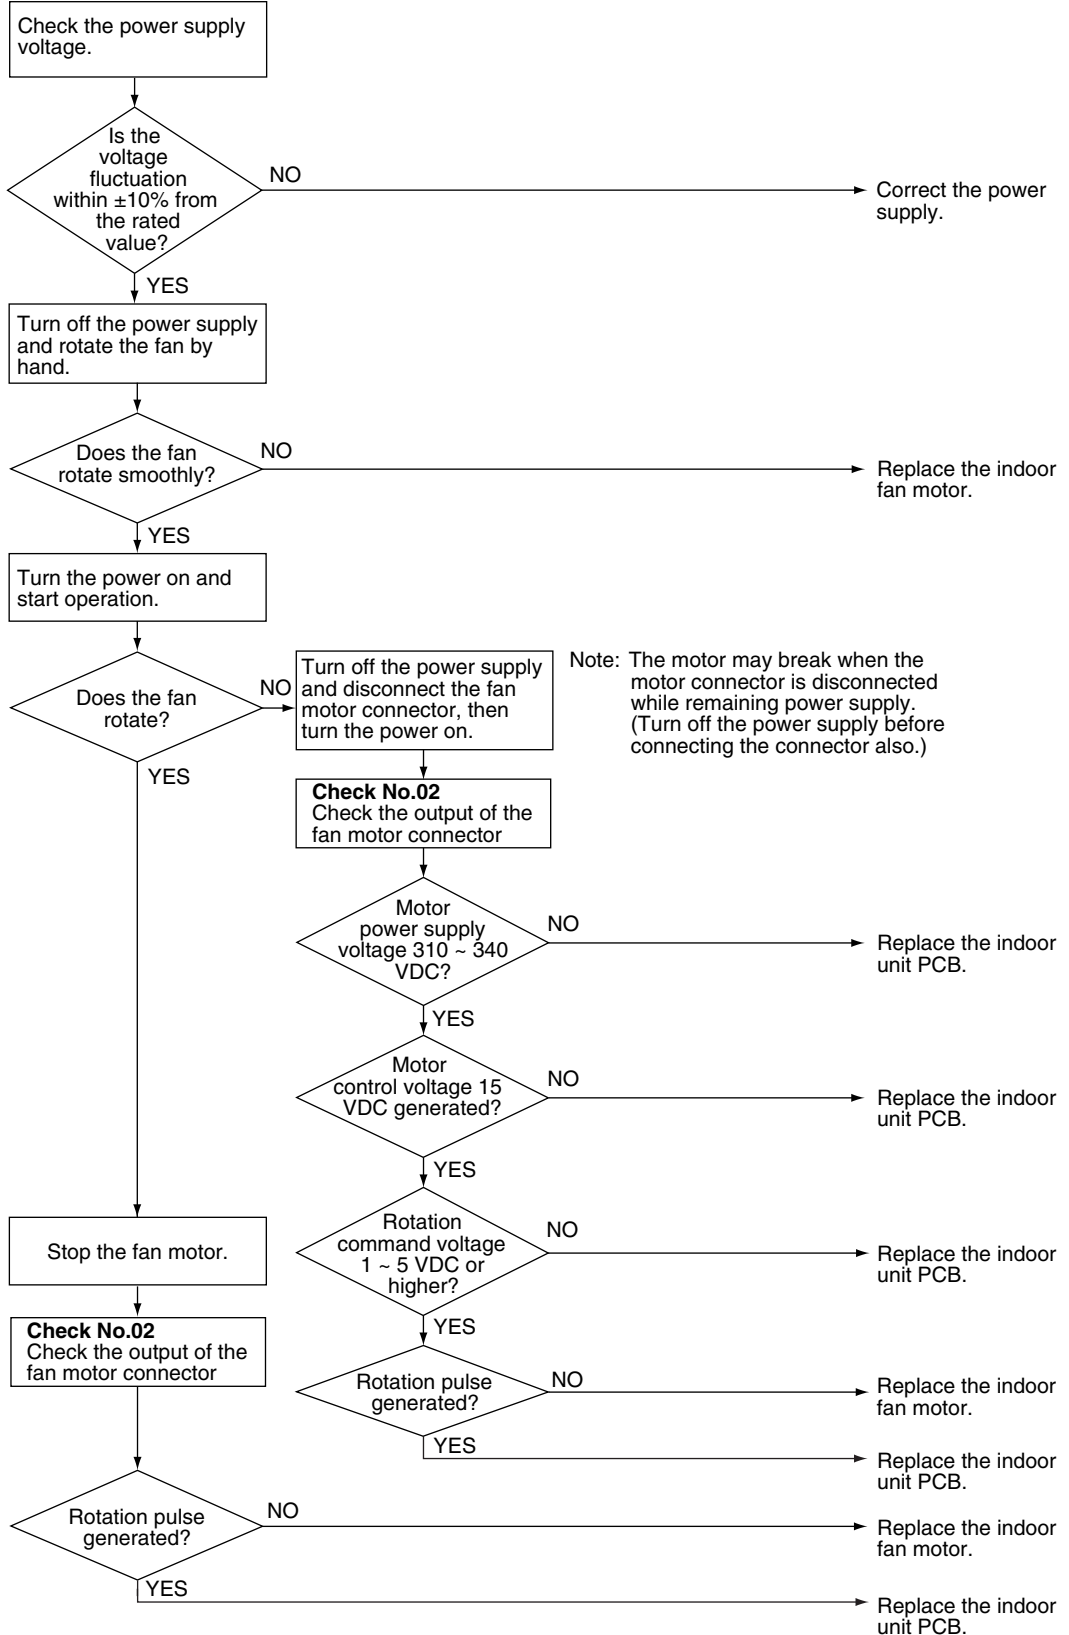 Check the power supply
voltage.
Is the
voltage
fluctuation
within ±10% from
the rated
value?
NO
Correct the power
supply.
YES
Turn off the power supply
and rotate the fan by
hand.
Does the fan
rotate smoothly?
NO
Replace the indoor
fan motor.
YES
Turn the power on and
start operation.
Does the fan
rotate?
NO
Turn off the power supply
and disconnect the fan
motor connector, then
turn the power on.
Note: The motor may break when the
motor connector is disconnected
while remaining power supply.
(Turn off the power supply before
connecting the connector also.)
YES
Check No.02
Check the output of the
fan motor connector
Motor
power supply
voltage 310 ~ 340
VDC?
NO
Replace the indoor
unit PCB.
YES
Motor
control voltage 15
VDC generated?
NO
Replace the indoor
unit PCB.
YES
Rotation
command voltage
1 ~ 5 VDC or
higher?
NO
Replace the indoor
unit PCB.
YES
Rotation pulse
generated?
NO
Replace the indoor
fan motor.
YES
Replace the indoor
unit PCB.
Stop the fan motor.
Check No.02
Check the output of the
fan motor connector
Rotation pulse
generated?
NO
Replace the indoor
fan motor.
YES
Replace the indoor
unit PCB.